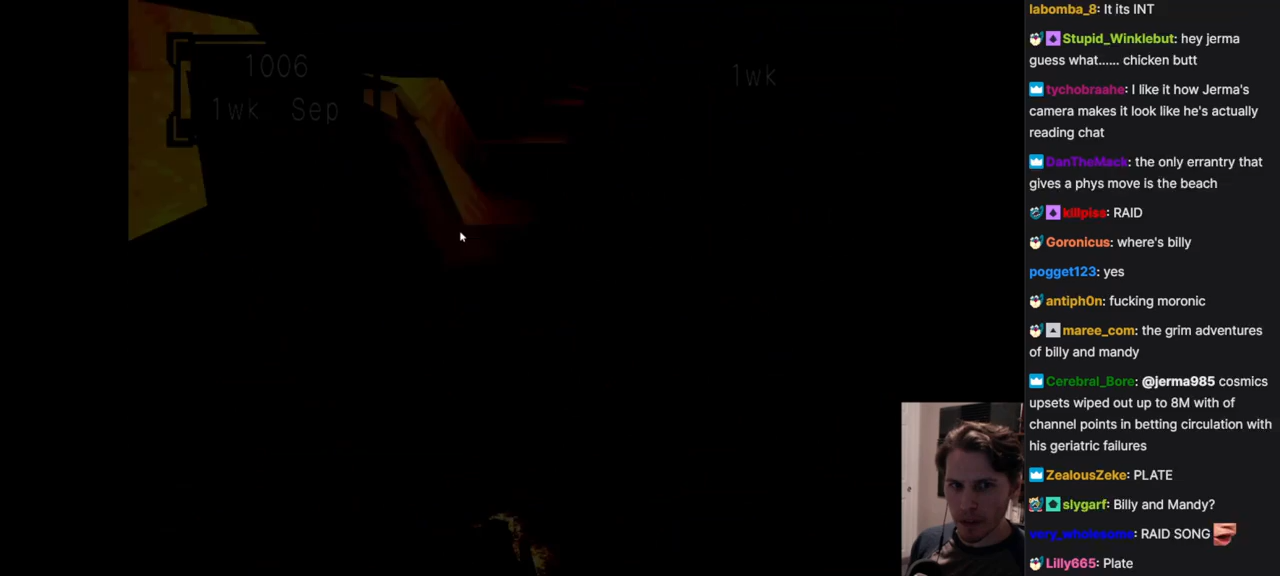 1006
1wk Sep
1wk
labomba_8: It its INT
Stupid_Winklebut: hey jerma
guess what...... chicken butt
tychobraahe: I like it how Jerma's
camera makes it look like he's actually
reading chat
DanTheMack: the only errantry that
gives a phys move is the beach
killpiss: RAID
Goronicus: where's billy
pogget123: yes
antiph0n: fucking moronic
maree_com: the grim adventures
of billy and mandy
Cerebral_Bore: @jerma985 cosmics
upsets wiped out up to 8M with of
channel points in betting circulation with
his geriatric failures
ZealousZeke: PLATE
slygarf: Billy and Mandy?
very_wholesome: RAID SONG
Lilly665: Plate